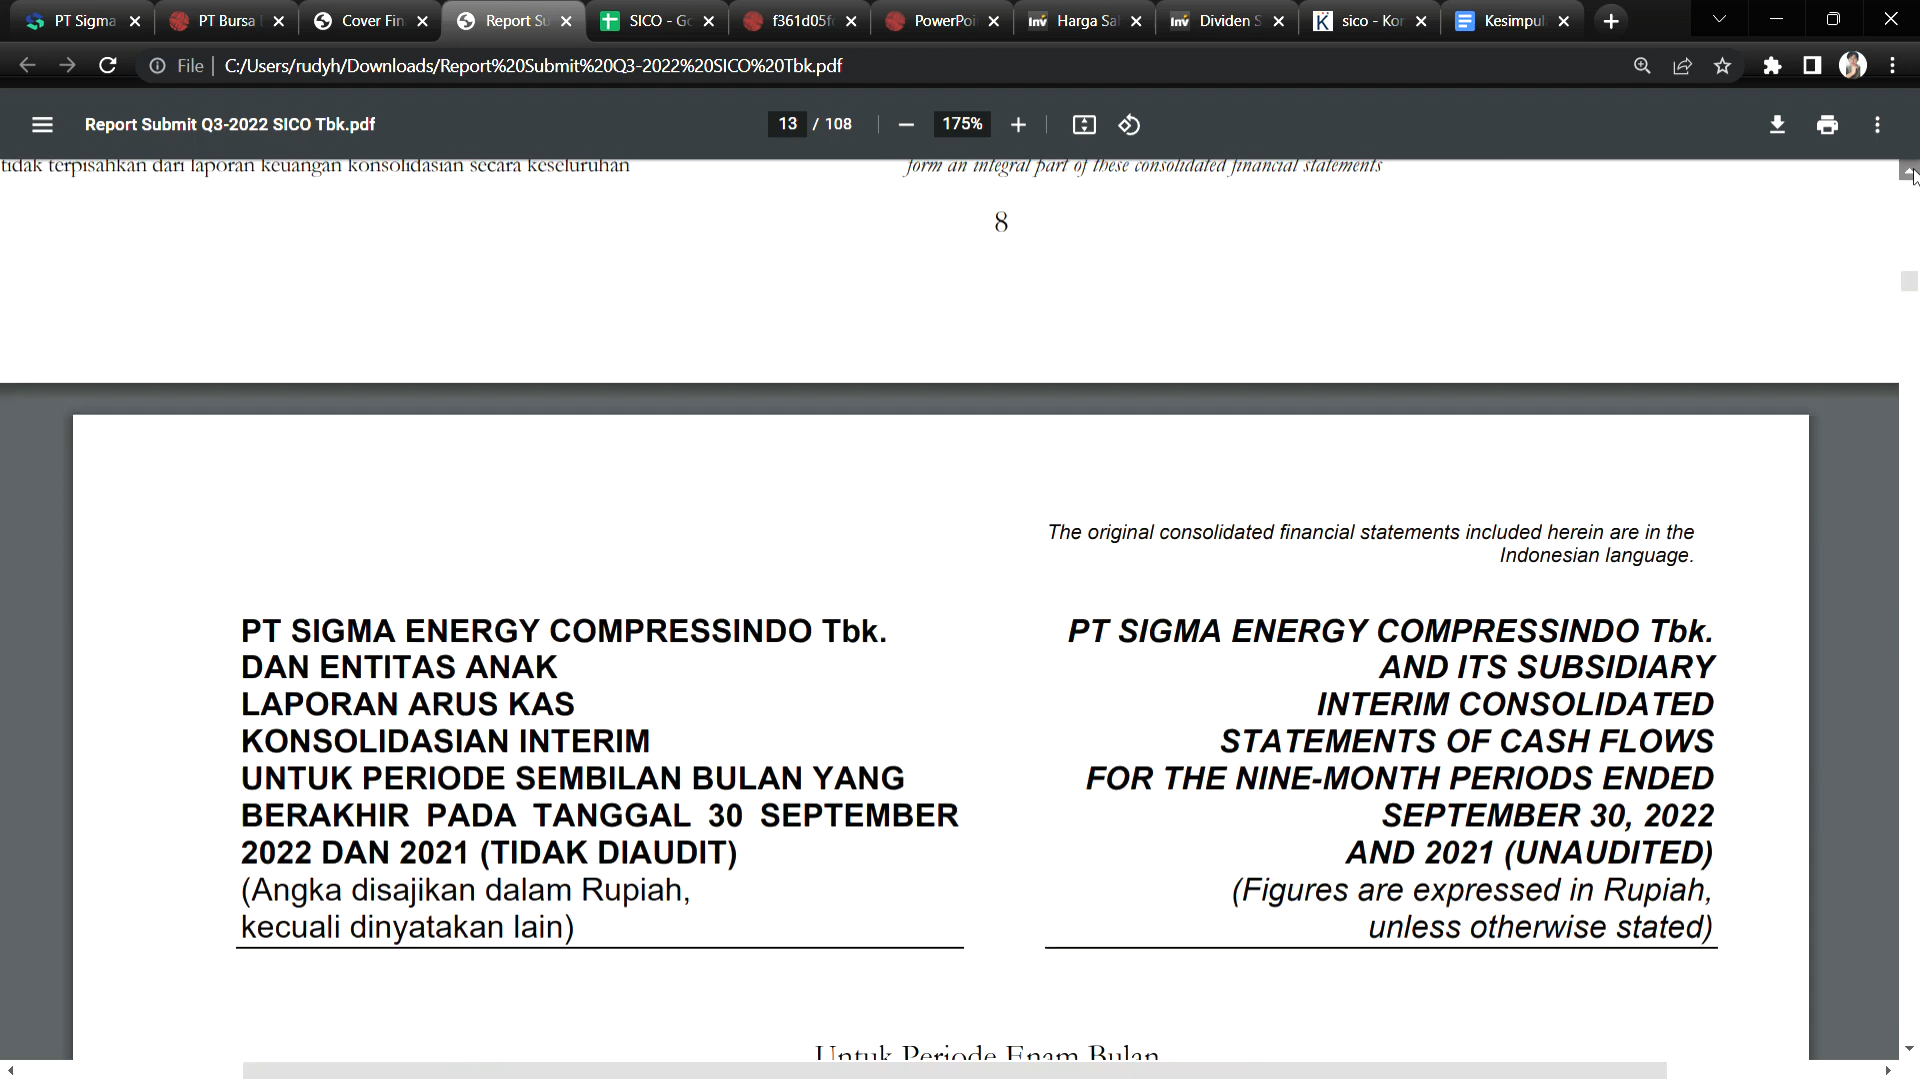 PT Sigma
PT Bursa
Cover Fin
Report Su
SICO - Go
f361d05f
PowerPoi
Inv Harga Sa
Inv Dividen S
K sico - Kor
Kesimpul
File | C:/Users/rudyh/Downloads/Report%20Submit%20Q3-2022%20SICO%20Tbk.pdf
Report Submit Q3-2022 SICO Tbk.pdf
13 / 108
175%
tidak terpisahkan dari laporan keuangan konsolidasian secara keseluruhan
form an integral part of these consolidated financial statements
8
The original consolidated financial statements included herein are in the
Indonesian language.
PT SIGMA ENERGY COMPRESSINDO Tbk.
DAN ENTITAS ANAK
LAPORAN ARUS KAS
KONSOLIDASIAN INTERIM
UNTUK PERIODE SEMBILAN BULAN YANG
BERAKHIR PADA TANGGAL 30 SEPTEMBER
2022 DAN 2021 (TIDAK DIAUDIT)
(Angka disajikan dalam Rupiah,
kecuali dinyatakan lain)
PT SIGMA ENERGY COMPRESSINDO Tbk.
AND ITS SUBSIDIARY
INTERIM CONSOLIDATED
STATEMENTS OF CASH FLOWS
FOR THE NINE-MONTH PERIODS ENDED
SEPTEMBER 30, 2022
AND 2021 (UNAUDITED)
(Figures are expressed in Rupiah,
unless otherwise stated)
Untuk Periode Enam Bulan